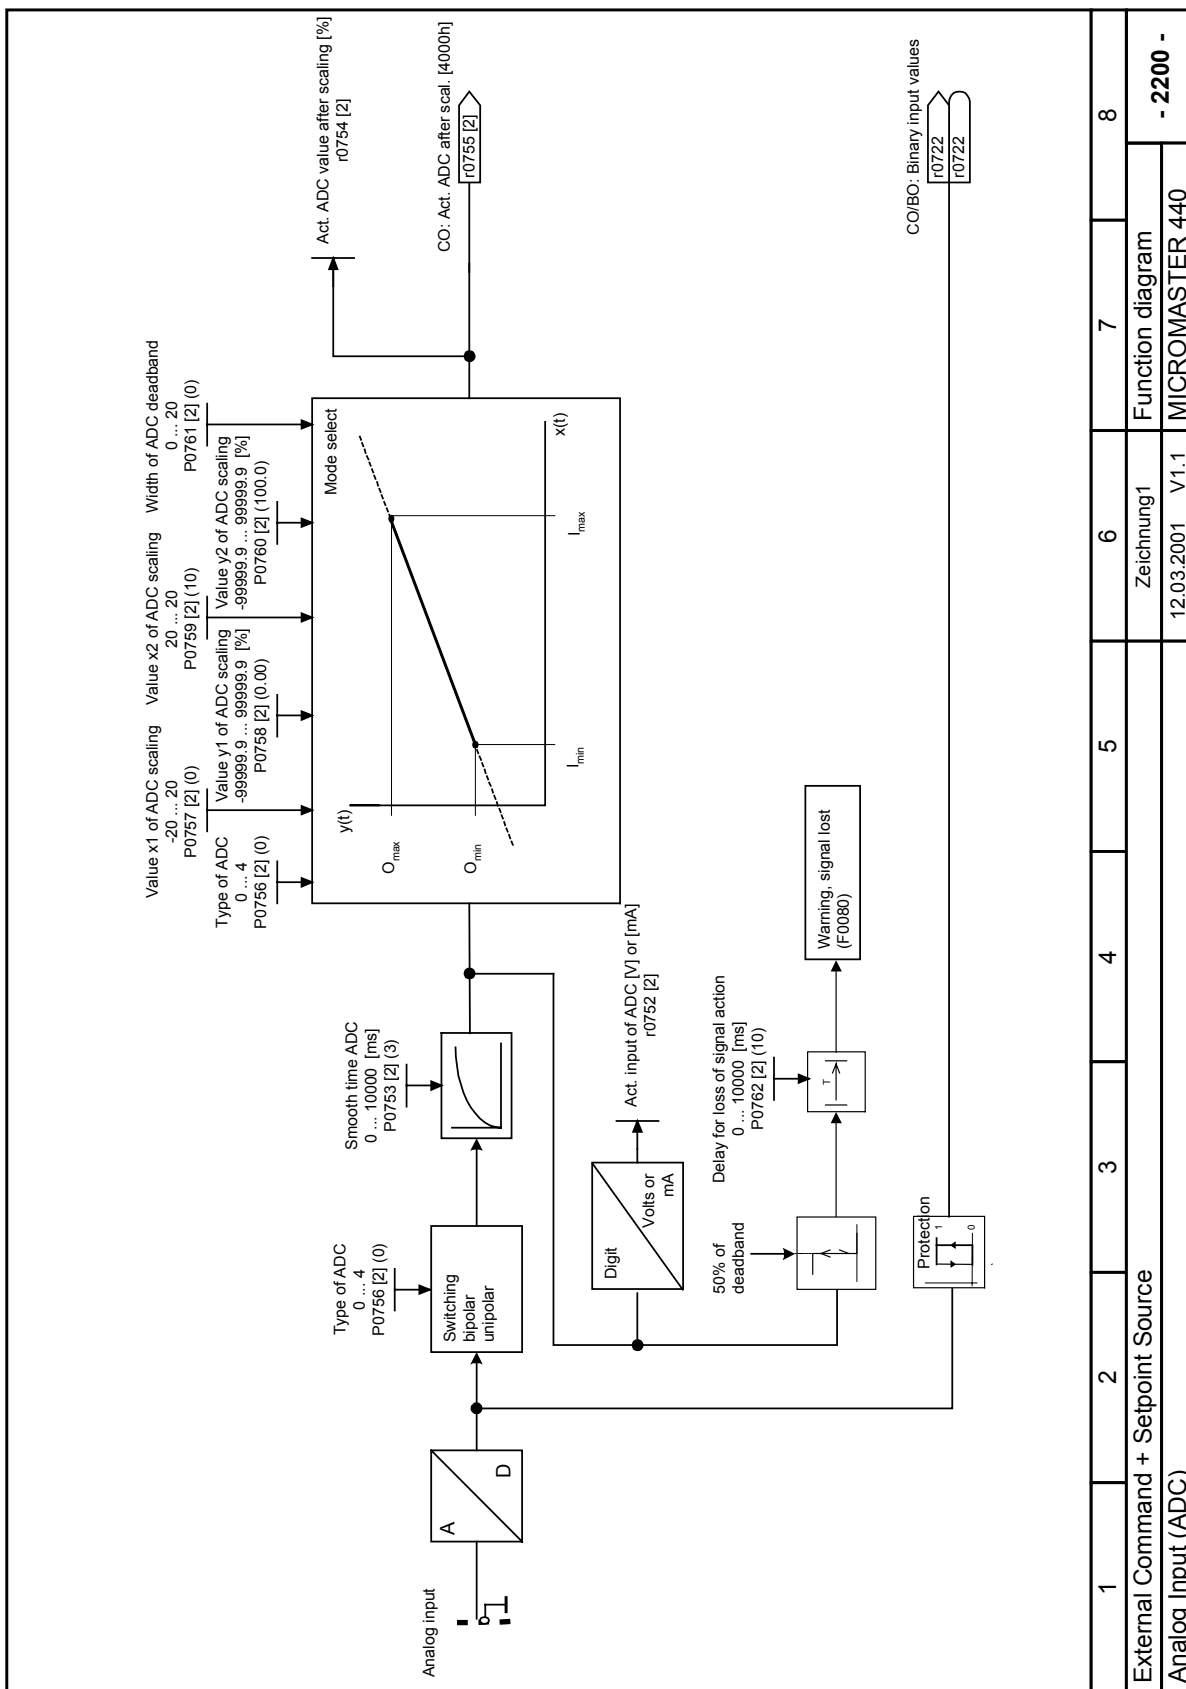 Value x1 of ADC scaling
-20 ... 20
P0757 [2] (0)
Value x2 of ADC scaling
20 ... 20
P0759 [2] (10)
Width of ADC deadband
0 ... 20
P0761 [2] (0)
Type of ADC
0 ... 4
P0756 [2] (0)
Value y1 of ADC scaling
-99999.9 ... 99999.9 [%]
P0758 [2] (0.00)
Value y2 of ADC scaling
-99999.9 ... 99999.9 [%]
P0760 [2] (100.0)
Act. ADC value after scaling [%]
r0754 [2]
Type of ADC
0 ... 4
P0756 [2] (0)
Smooth time ADC
0 ... 10000 [ms]
P0753 [2] (3)
y(t)
Mode select
Omax
Omin
Imin
Imax
x(t)
CO: Act. ADC after scal. [4000h]
r0755 [2]
Analog input
A
D
Switching
bipolar
unipolar
Digit
Volts or
mA
Act. input of ADC [V] or [mA]
r0752 [2]
50% of
deadband
Delay for loss of signal action
0 ... 10000 [ms]
P0762 [2] (10)
T
Warning, signal lost
(F0080)
Protection
1
0
CO/BO: Binary input values
r0722
r0722
1 2 3 4 5 6 7 8
External Command + Setpoint Source
Zeichnung1
Function diagram
- 2200 -
Analog Input (ADC)
12.03.2001 V1.1
MICROMASTER 440